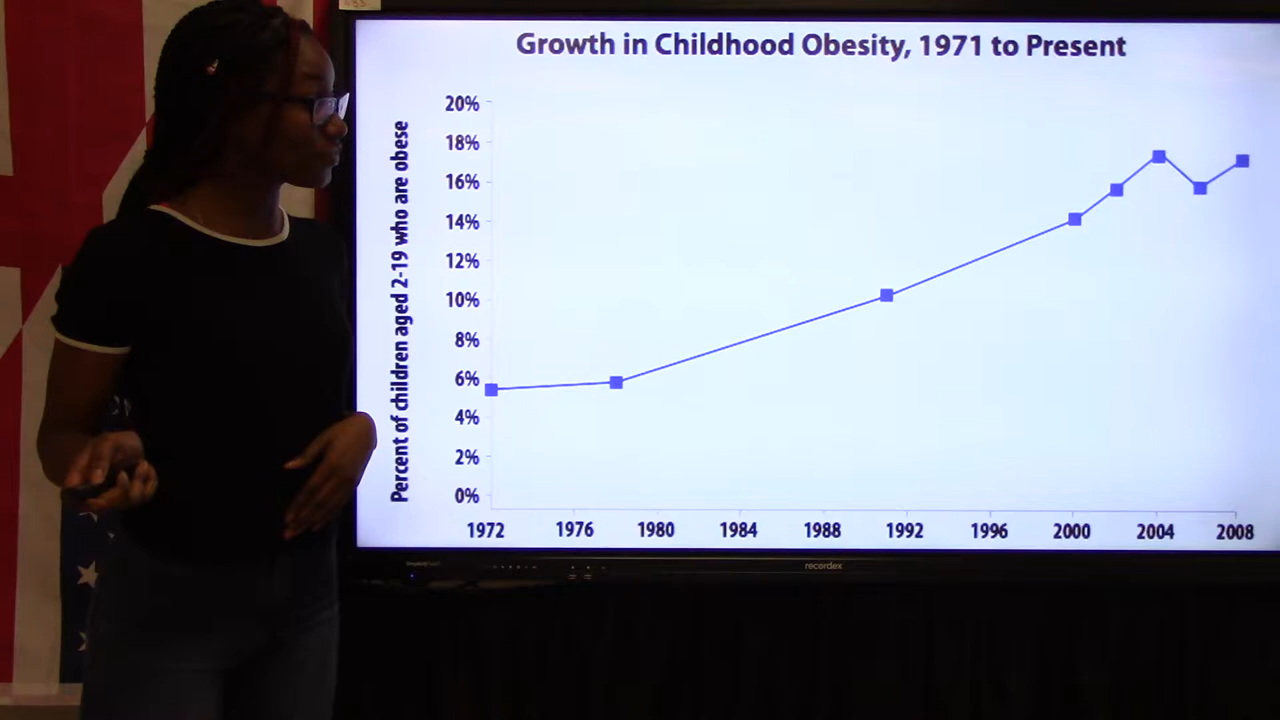 Growth in Childhood Obesity, 1971 to Present
Percent of children aged 2-19 who are obese
20%
18%
16%
14%
12%
10%
8%
6%
4%
2%
0%
1972 1976 1980 1984 1988 1992 1996 2000 2004 2008
recordex